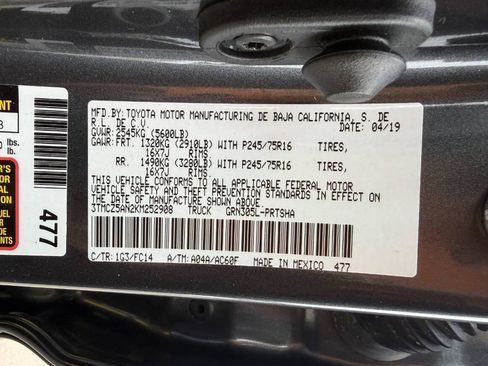 MFD.BY:TOYOTA MOTOR MANUFACTURING DE BAJA CALIFORNIA, S. DE
R.L. DE C.V. DATE: 04/19
GVWR:2545KG (5600LB)
GAWR:FRT. 1320KG (2910LB) WITH P245/75R16 TIRES,
16X7J RIMS.
RR. 1490KG (3280LB) WITH P245/75R16 TIRES,
16X7J RIMS.
THIS VEHICLE CONFORMS TO ALL APPLICABLE FEDERAL MOTOR
VEHICLE SAFETY AND THEFT PREVENTION STANDARDS IN
EFFECT ON THE DATE OF MANUFACTURE SHOWN ABOVE.
3TMCZ5AN2KM252908 TRUCK GRN305L-PRTSHA
C/TR: 1G3/FC14 A/TM: A04A/AC60F MADE IN MEXICO 477
477
lbs.
lbs.